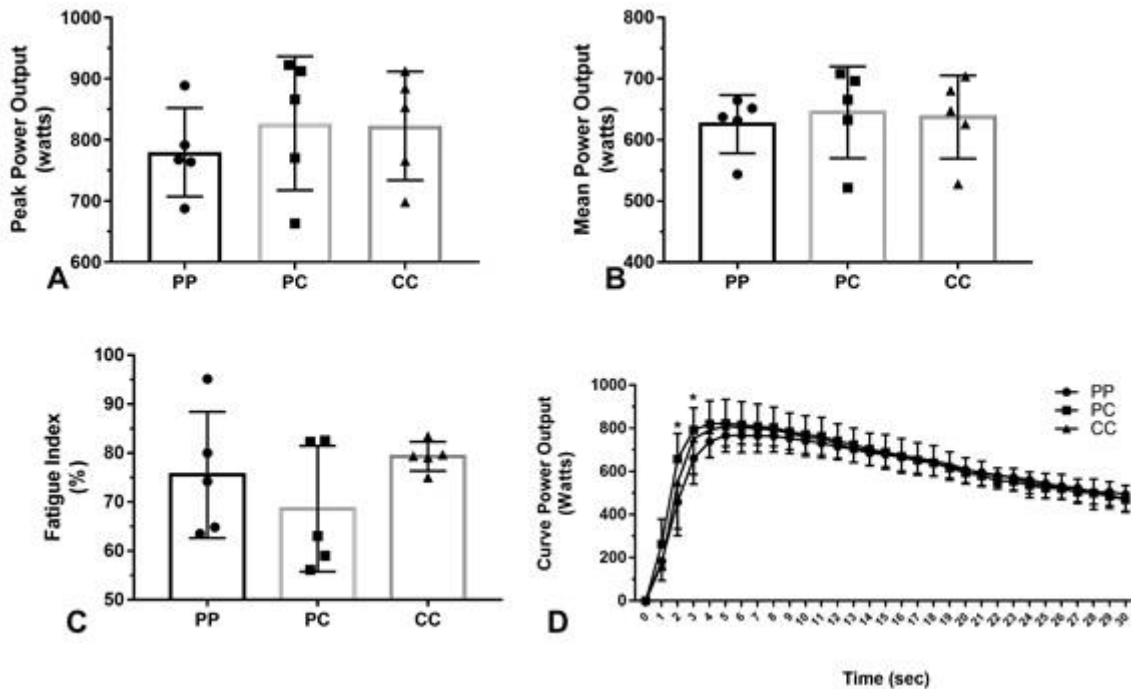 1000
900
800
700
600
Peak Power Output
(watts)
PP
PC
CC
A
800
700
600
500
400
Mean Power Output
(watts)
PP
PC
CC
B
100
90
80
70
60
50
Fatigue Index
(%)
PP
PC
CC
C
1000
800
600
400
200
0
Curve Power Output
(Watts)
* *
PP
PC
CC
0 1 2 3 4 5 6 7 8 9 10 11 12 13 14 15 16 17 18 19 20 21 22 23 24 25 26 27 28 29 30
D
Time (sec)